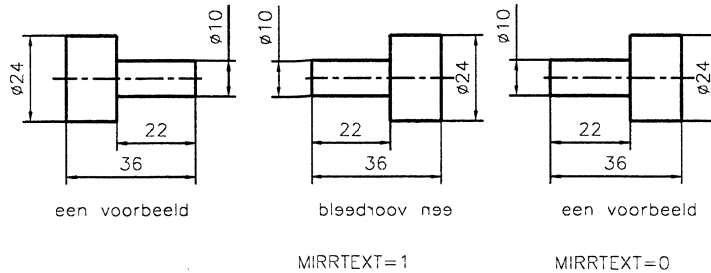 ø24
ø10
22
36
een voorbeeld
ø10
ø24
22
36
een voorbeeld
MIRRTEXT=1
ø10
ø24
22
36
een voorbeeld
MIRRTEXT=0